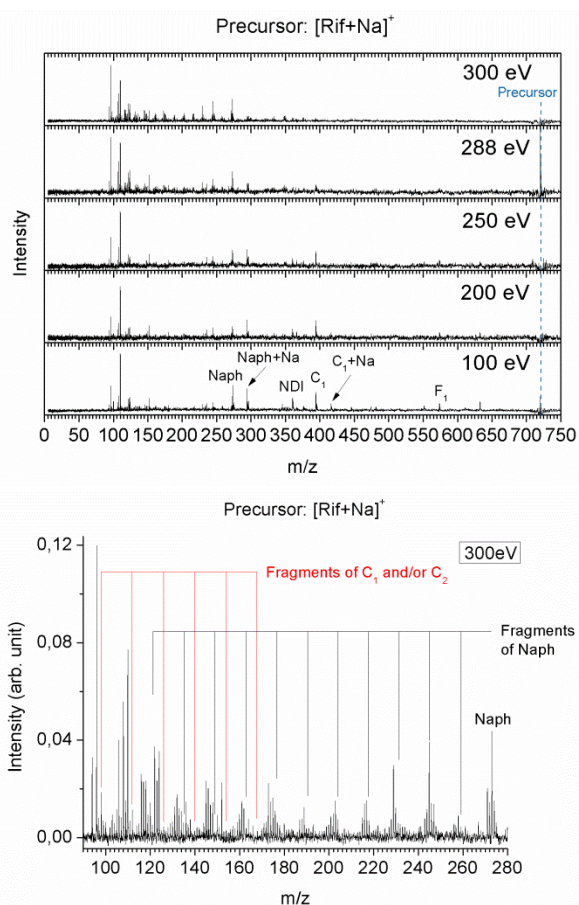 Precursor: [Rif+Na]+
300 eV
Precursor
288 eV
250 eV
200 eV
100 eV
Naph
Naph+Na
NDI
C1
C1+Na
F1
Intensity
0 50 100 150 200 250 300 350 400 450 500 550 600 650 700 750
m/z
Precursor: [Rif+Na]+
300eV
Fragments of C1 and/or C2
Fragments
of Naph
Naph
0,12
0,08
0,04
0,00
Intensity (arb. unit)
100 120 140 160 180 200 220 240 260 280
m/z